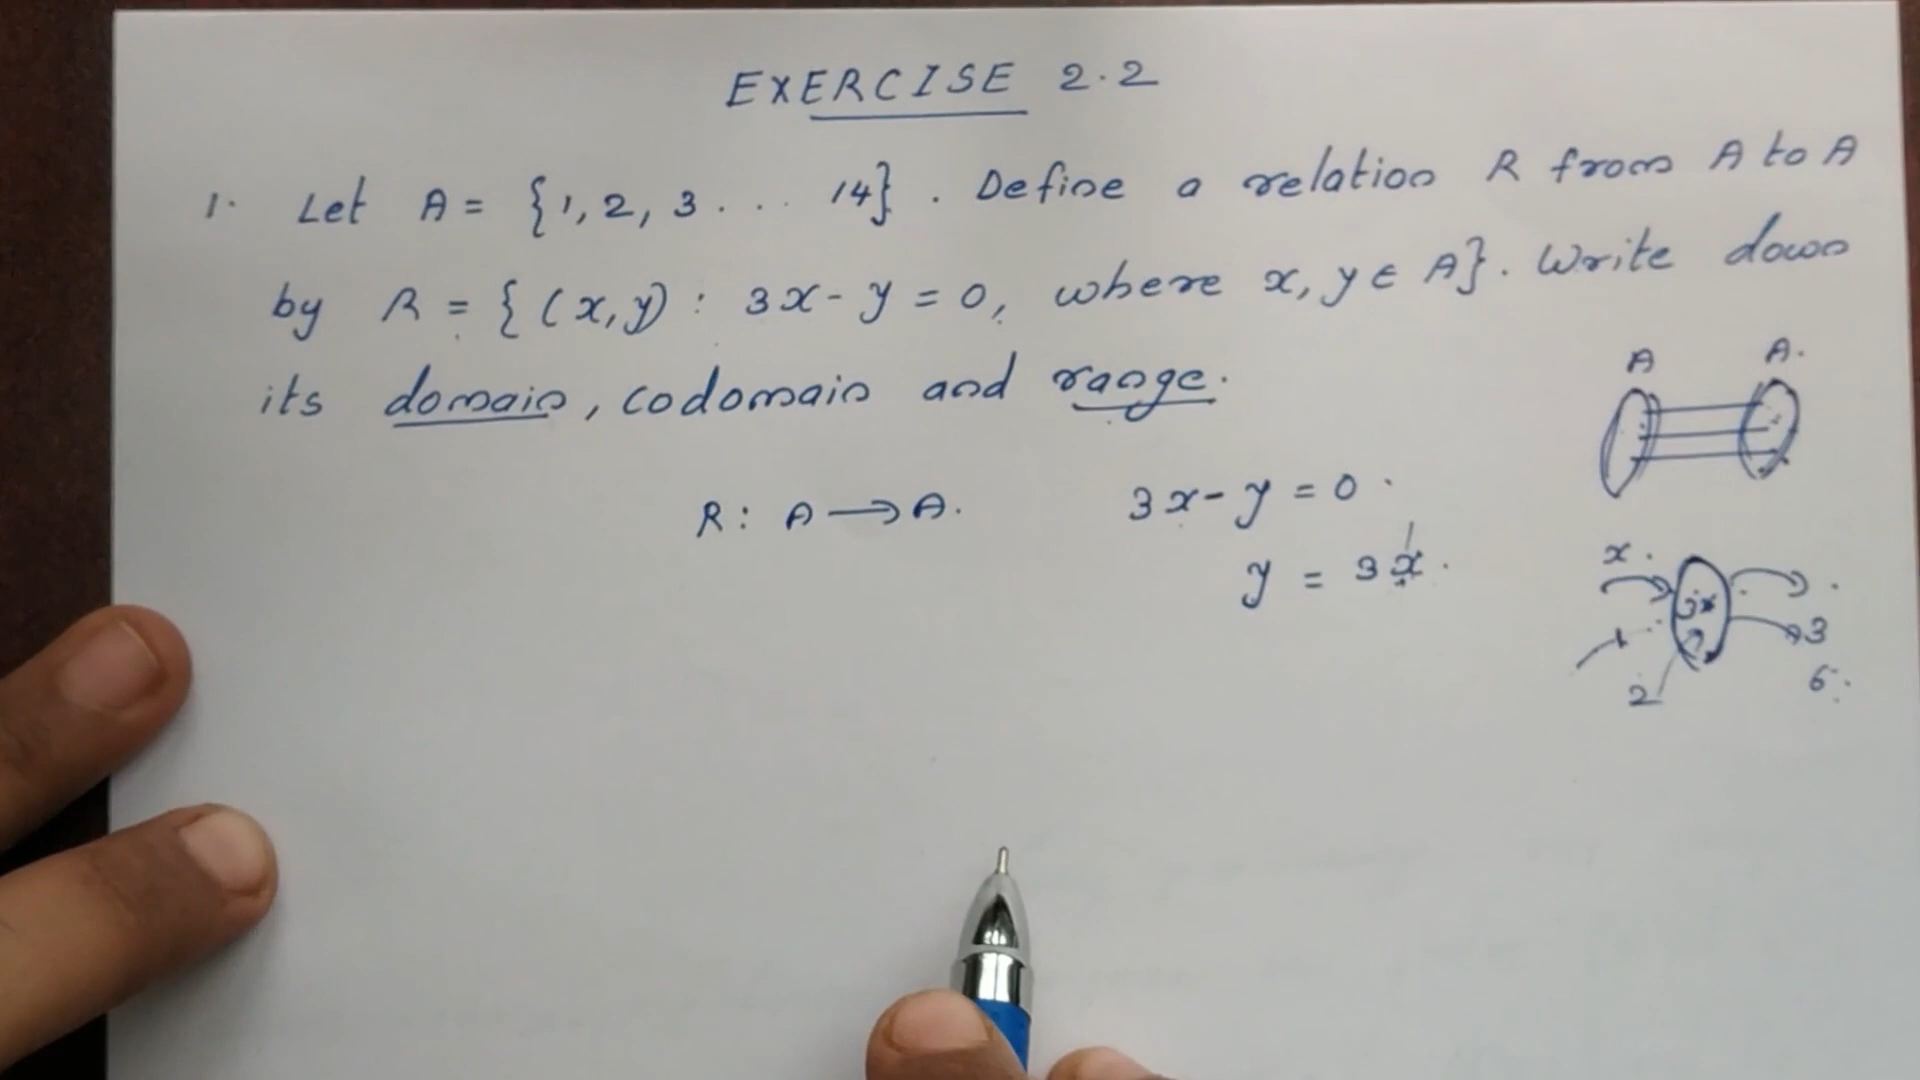 EXERCISE 2.2
1. Let A = {1, 2, 3 ... 14}. Define a relation R from A to A
by R = {(x, y) : 3x - y = 0, where x, y ∈ A}. Write down
its domain, codomain and range.
A A.
R: A → A. 3x - y = 0.
y = 3x.
x.
3x
1 3
2 6